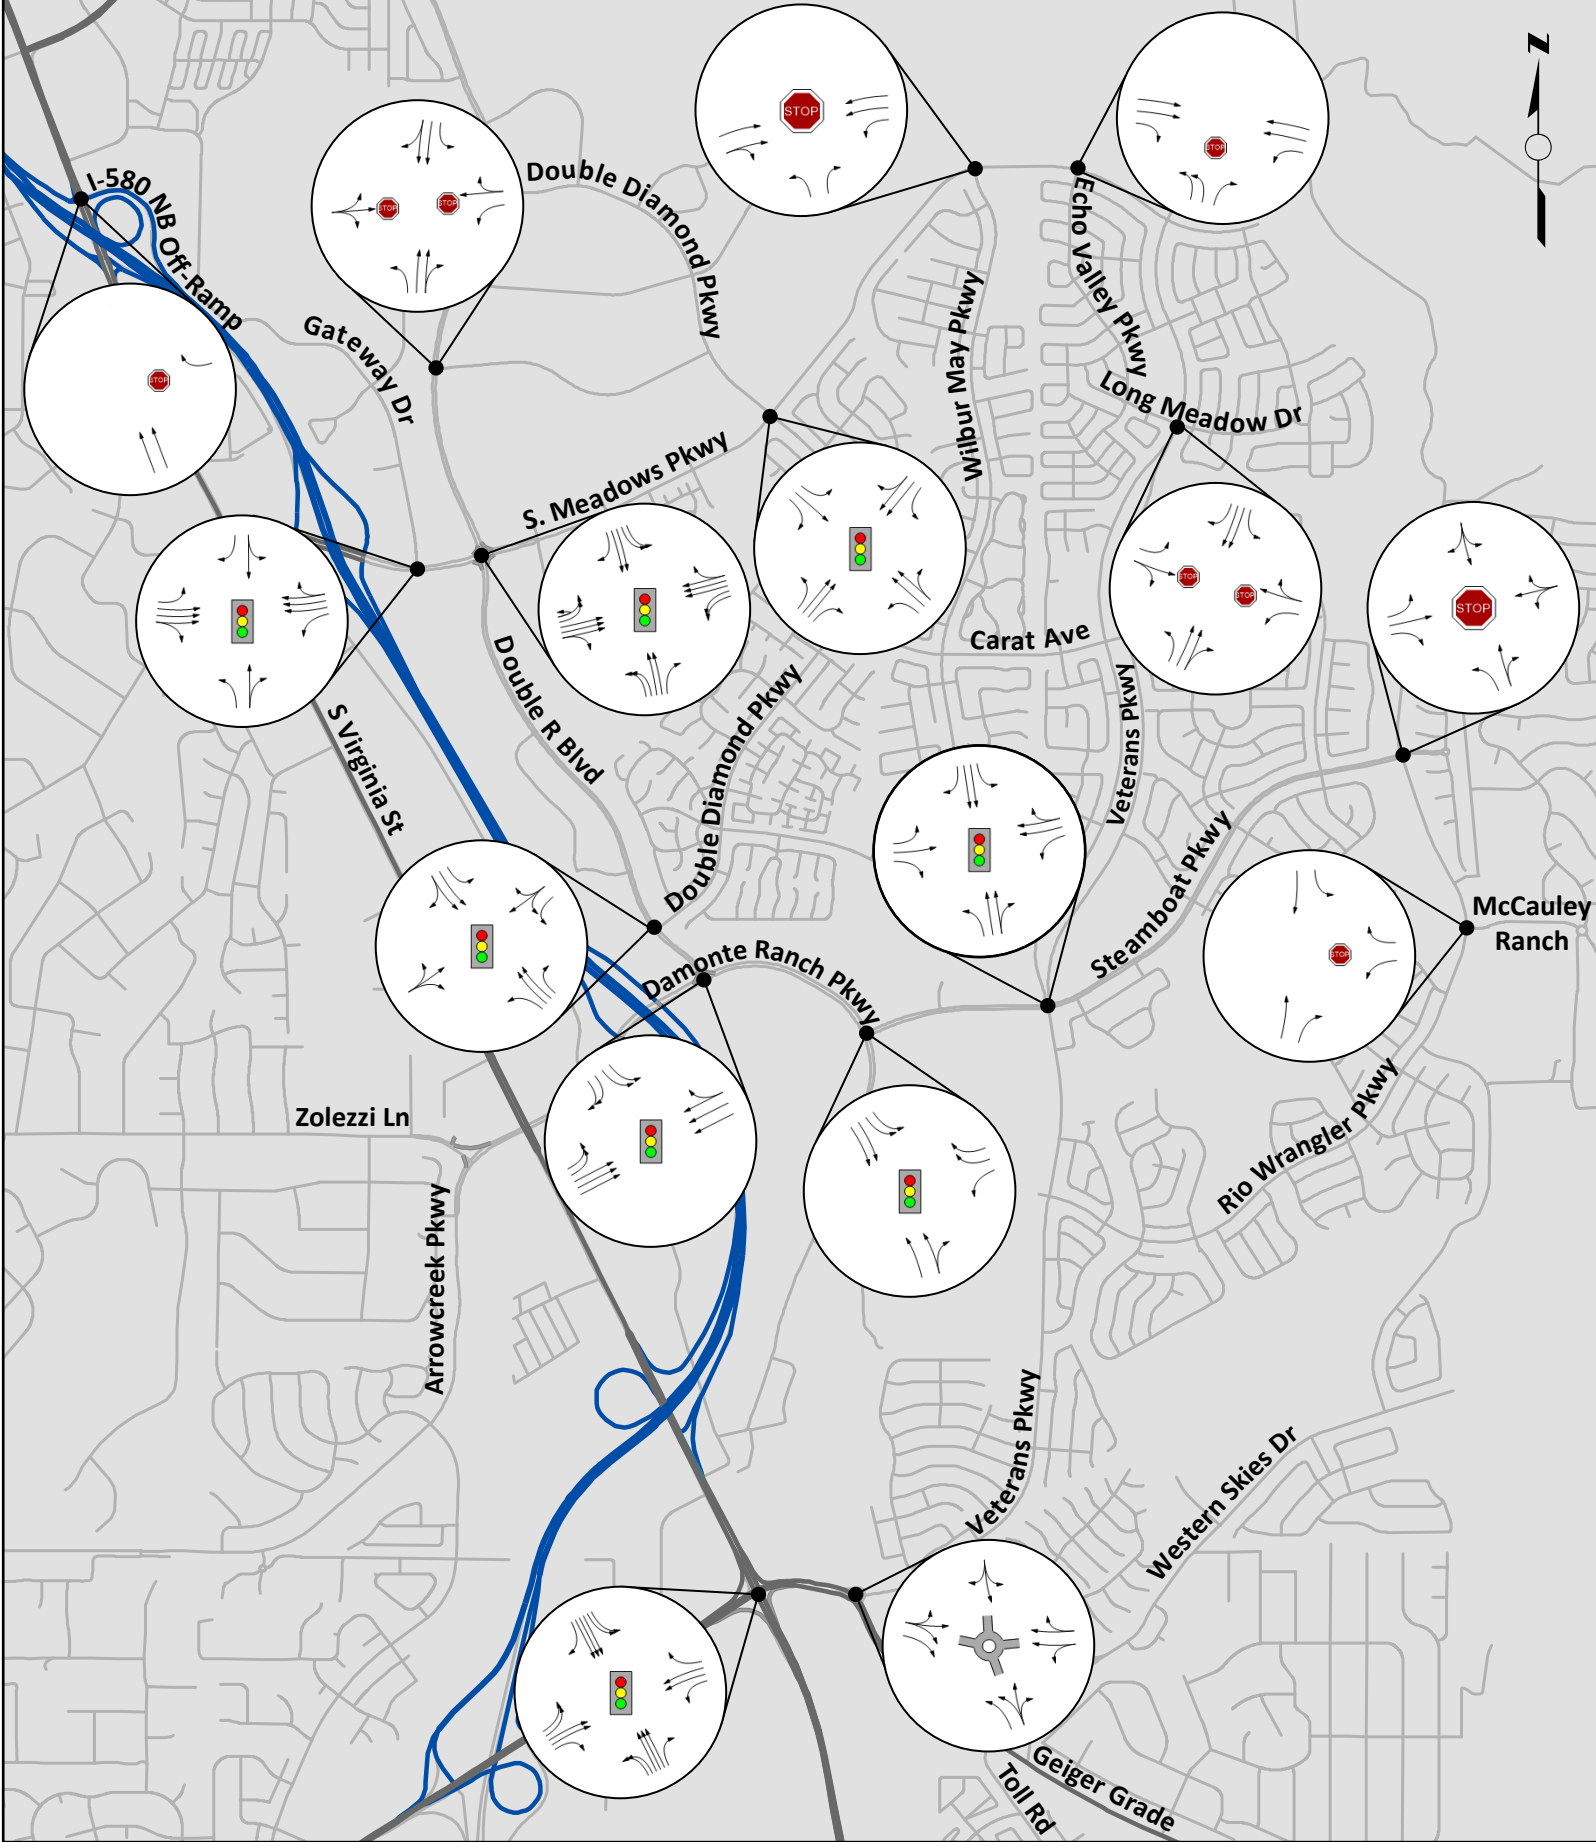 N
STOP
STOP
I-580 NB Off-Ramp
STOP
STOP
Double Diamond Pkwy
Echo Valley Pkwy
Gateway Dr
STOP
Wilbur May Pkwy
Long Meadow Dr
S. Meadows Pkwy
STOP
STOP
STOP
Carat Ave
Double R Blvd
Double Diamond Pkwy
Veterans Pkwy
S Virginia St
Steamboat Pkwy
McCauley
Ranch
STOP
Damonte Ranch Pkwy
Zolezzi Ln
Rio Wrangler Pkwy
Arrowcreek Pkwy
Veterans Pkwy
Western Skies Dr
Geiger Grade
Toll Rd